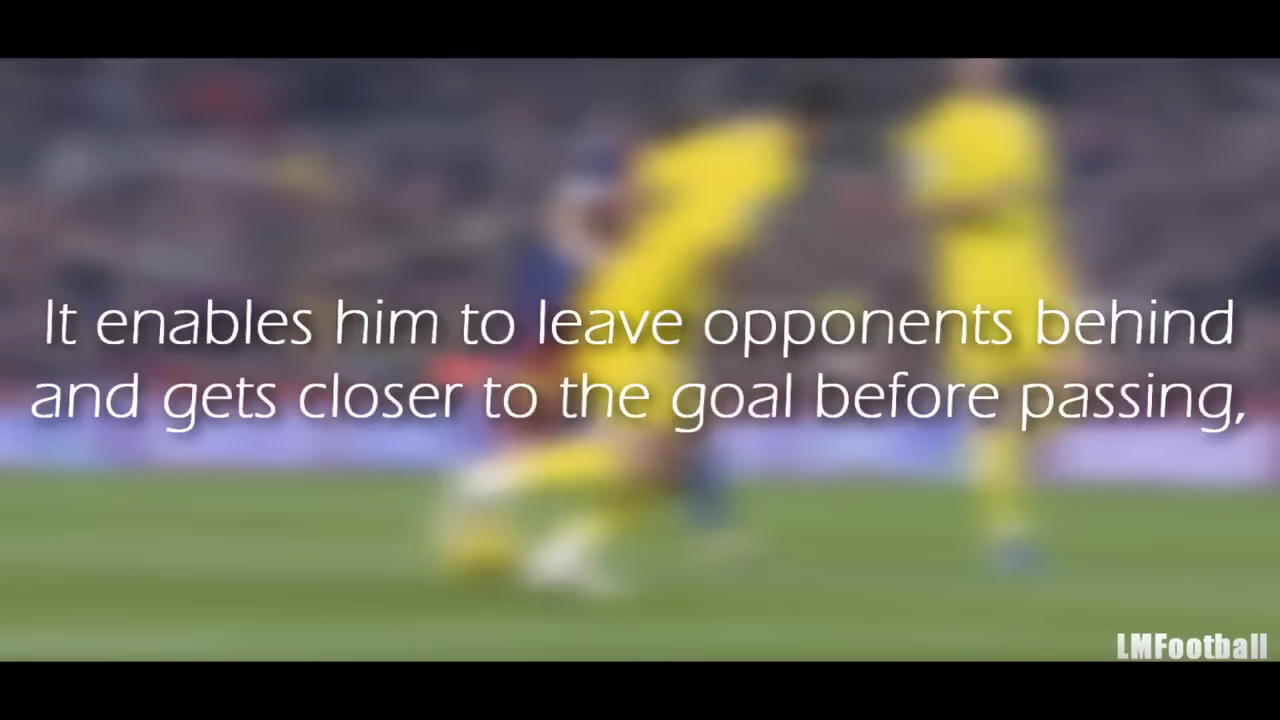 It enables him to leave opponents behind
and gets closer to the goal before passing,
LMFootball